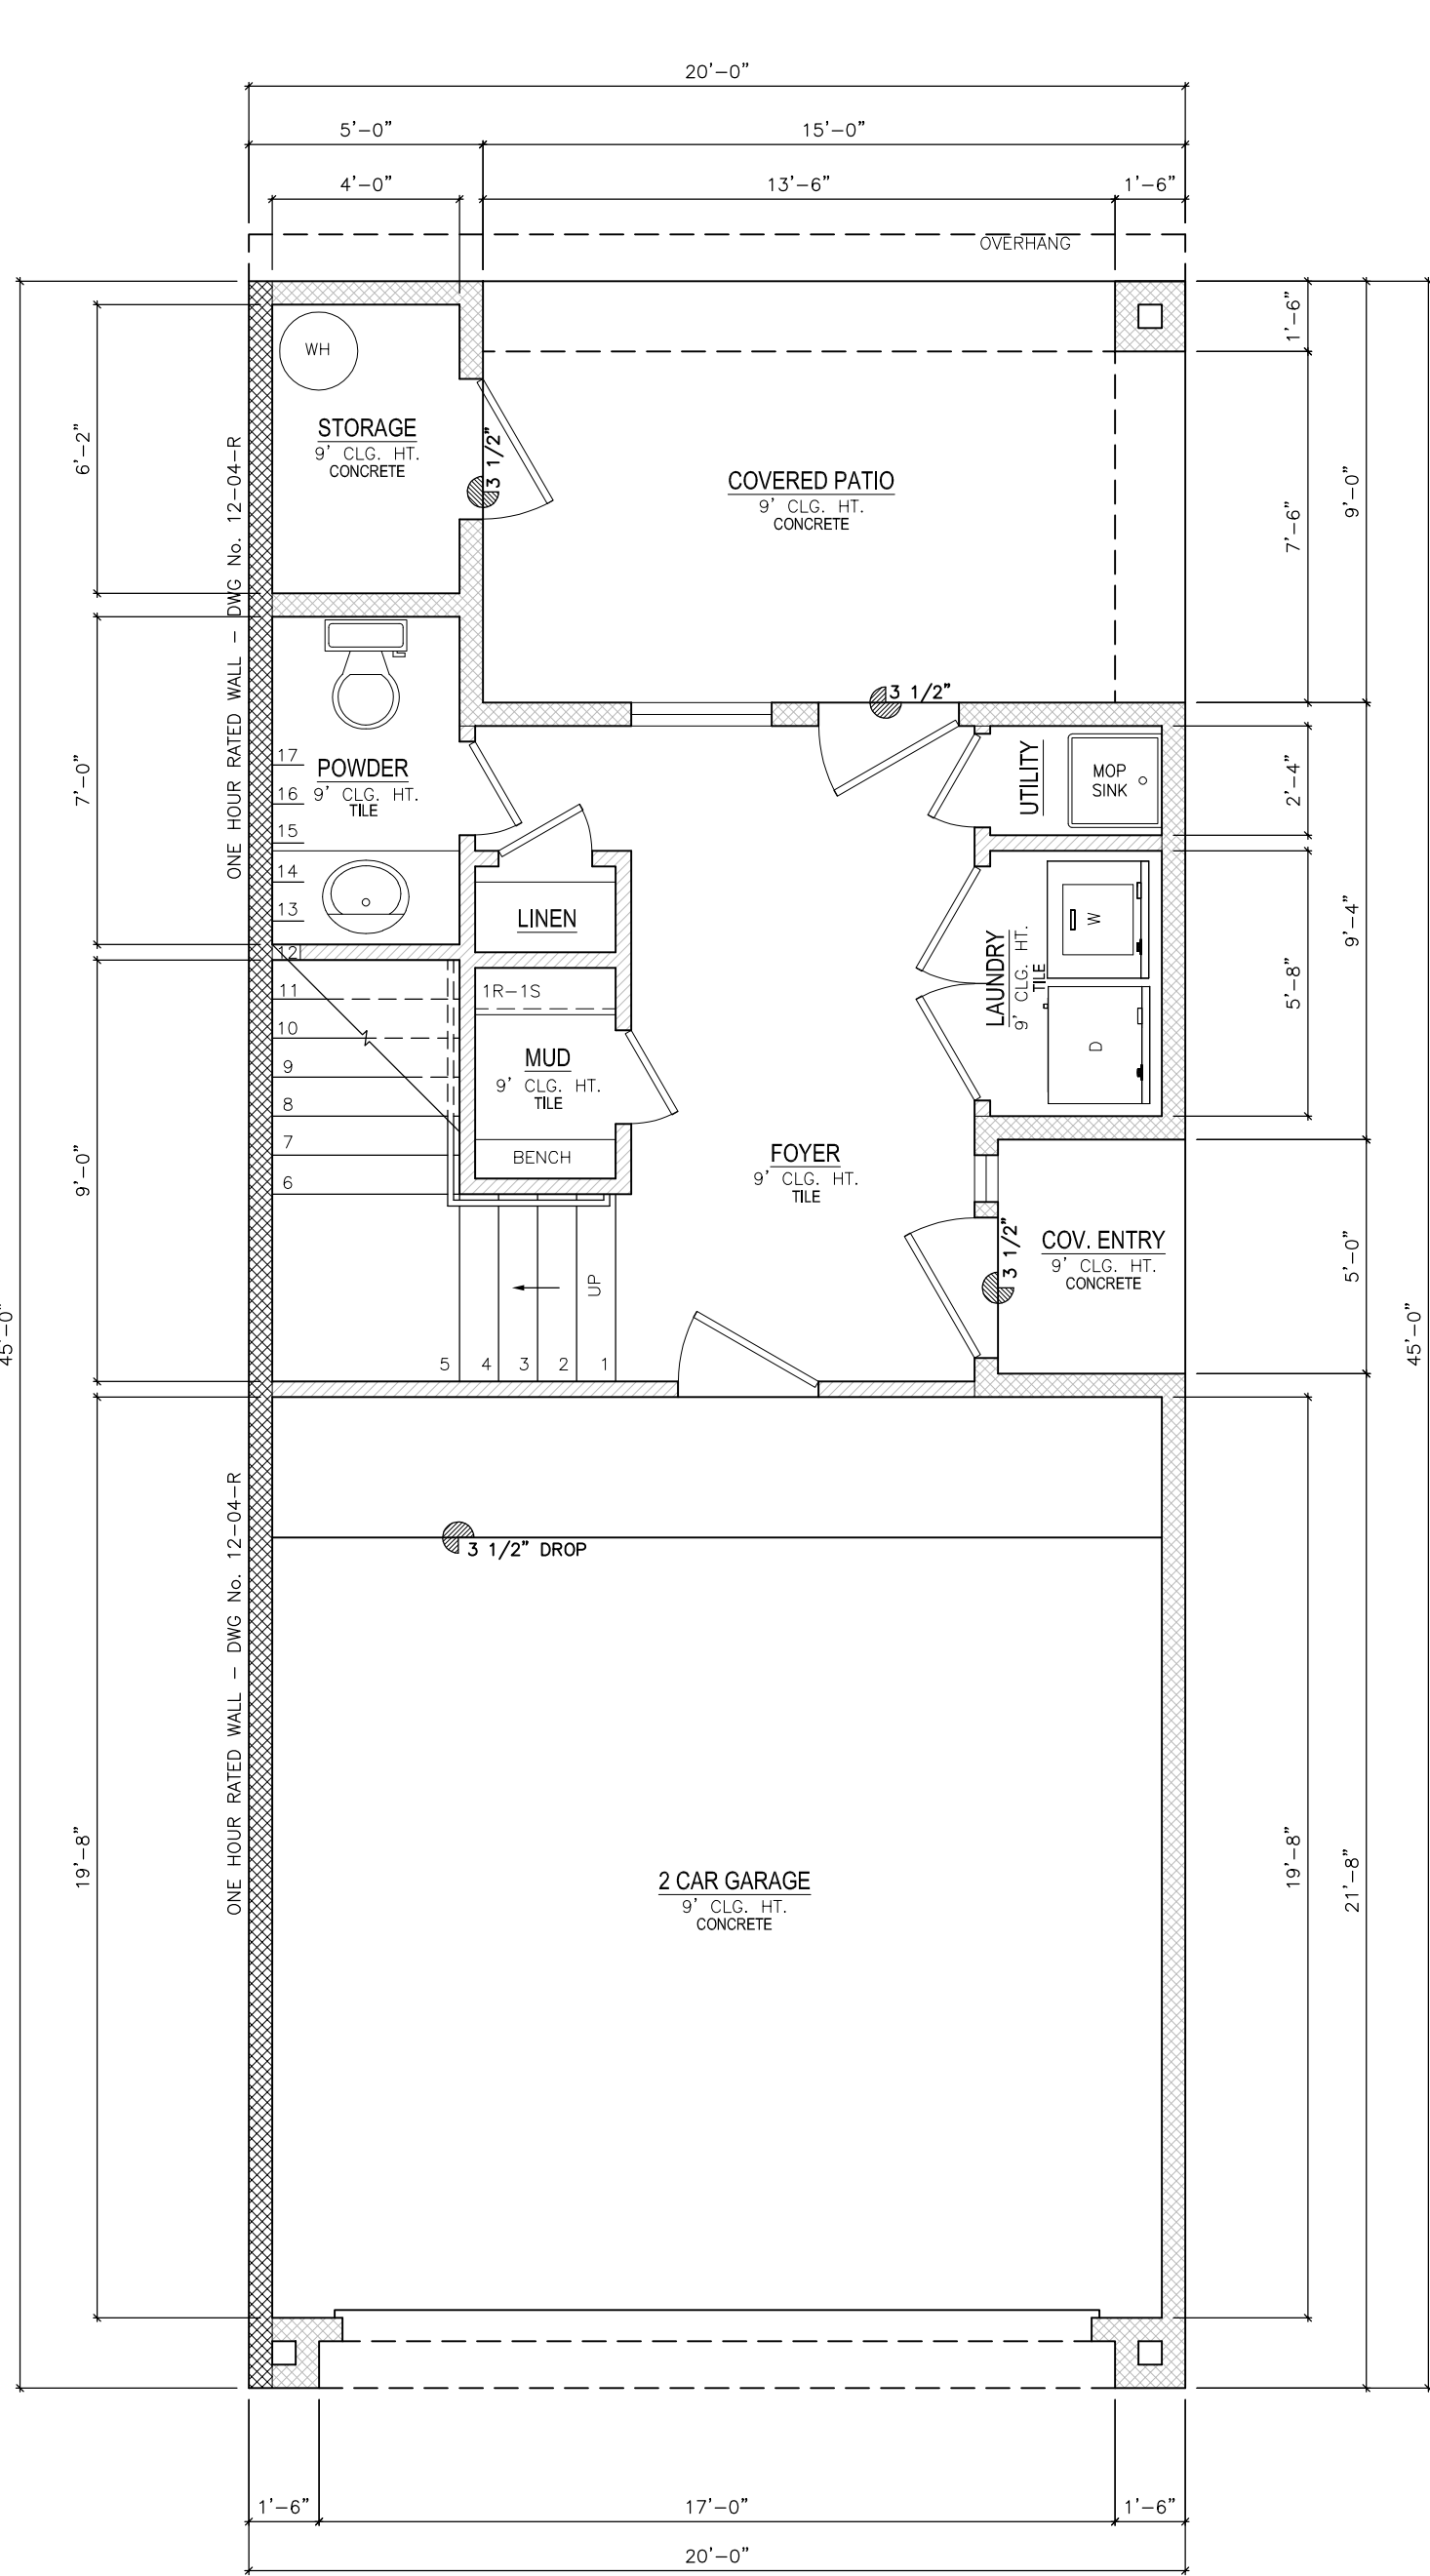 20'-0"
5'-0"
15'-0"
4'-0"
13'-6"
1'-6"
OVERHANG
WH
STORAGE
9' CLG. HT.
CONCRETE
3 1/2"
COVERED PATIO
9' CLG. HT.
CONCRETE
1'-6"
7'-6"
9'-0"
6'-2"
ONE HOUR RATED WALL - DWG No. 12-04-R
3 1/2"
7'-0"
17
16
15
14
13
12
POWDER
9' CLG. HT.
TILE
UTILITY
MOP
SINK
2'-4"
LINEN
LAUNDRY
9' CLG. HT.
TILE
W
D
5'-8"
9'-4"
11
10
9
8
7
6
1R-1S
MUD
9' CLG. HT.
TILE
BENCH
FOYER
9' CLG. HT.
TILE
9'-0"
COV. ENTRY
9' CLG. HT.
CONCRETE
3 1/2"
5'-0"
UP
5
4
3
2
1
45'-0"
45'-0"
ONE HOUR RATED WALL - DWG No. 12-04-R
3 1/2" DROP
19'-8"
2 CAR GARAGE
9' CLG. HT.
CONCRETE
19'-8"
21'-8"
1'-6"
17'-0"
1'-6"
20'-0"